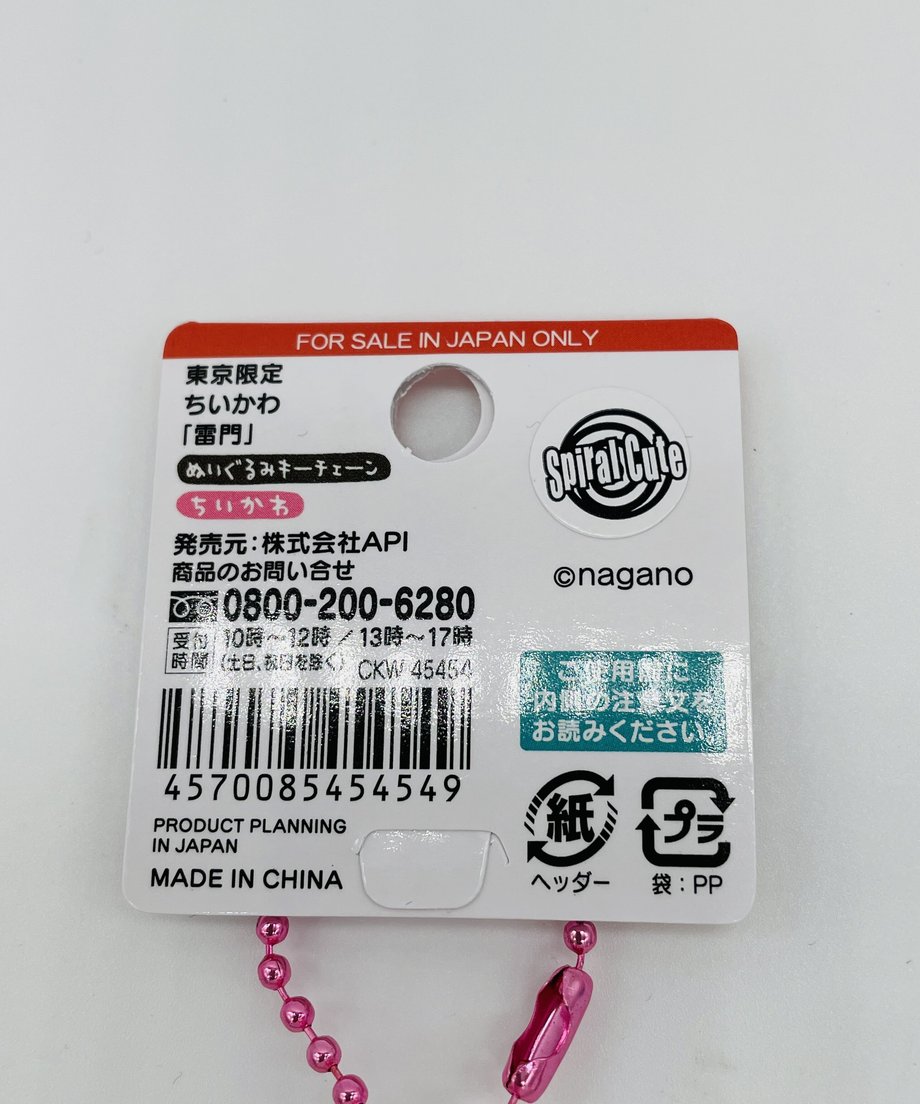 FOR SALE IN JAPAN ONLY
東京限定
ちいかわ
「雷門」
ぬいぐるみキーチェーン
ちいかわ
発売元：株式会社API
商品のお問い合せ
0800-200-6280
受付時間 10時～12時／13時～17時
（土日、祝日を除く） CKW 45454
4570085454549
PRODUCT PLANNING
IN JAPAN
MADE IN CHINA
Spiral Cute
©nagano
ご使用前に
内側の注意文を
お読みください
紙
ヘッダー
プラ
袋：PP